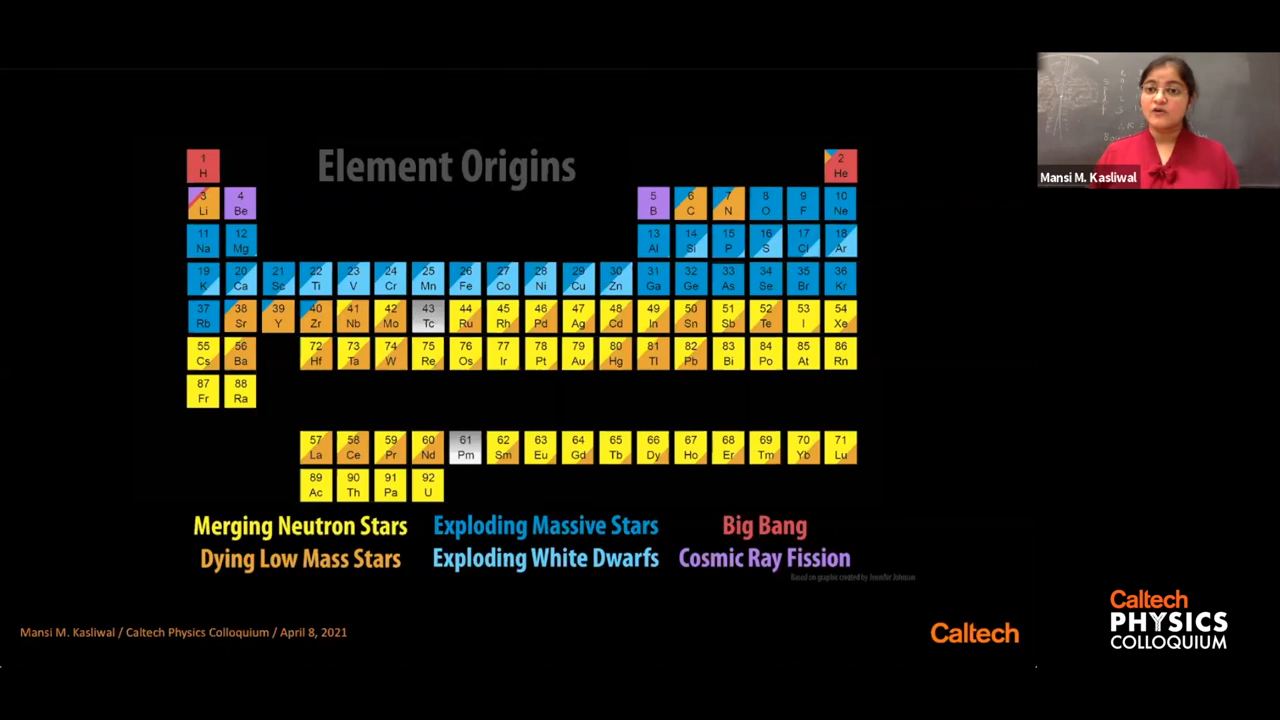 Element Origins
1 2
H He
3 4 5 6 7 8 9 10
Li Be B C N O F Ne
11 12 13 14 15 16 17 18
Na Mg Al Si P S Cl Ar
19 20 21 22 23 24 25 26 27 28 29 30 31 32 33 34 35 36
K Ca Sc Ti V Cr Mn Fe Co Ni Cu Zn Ga Ge As Se Br Kr
37 38 39 40 41 42 43 44 45 46 47 48 49 50 51 52 53 54
Rb Sr Y Zr Nb Mo Tc Ru Rh Pd Ag Cd In Sn Sb Te I Xe
55 56 72 73 74 75 76 77 78 79 80 81 82 83 84 85 86
Cs Ba Hf Ta W Re Os Ir Pt Au Hg Tl Pb Bi Po At Rn
87 88
Fr Ra
57 58 59 60 61 62 63 64 65 66 67 68 69 70 71
La Ce Pr Nd Pm Sm Eu Gd Tb Dy Ho Er Tm Yb Lu
89 90 91 92
Ac Th Pa U
Merging Neutron Stars Exploding Massive Stars Big Bang
Dying Low Mass Stars Exploding White Dwarfs Cosmic Ray Fission
Based on graphic created by Jennifer Johnson
Mansi M. Kasliwal / Caltech Physics Colloquium / April 8, 2021
Caltech
Mansi M. Kasliwal
Caltech
PHYSICS
COLLOQUIUM